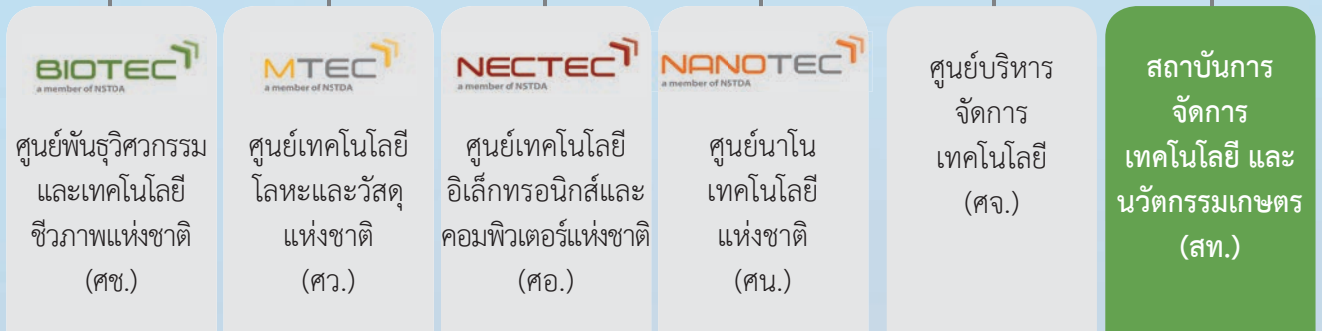 BIOTEC
a member of NSTDA
ศูนย์พันธุวิศวกรรม
และเทคโนโลยี
ชีวภาพแห่งชาติ
(ศช.)
MTEC
a member of NSTDA
ศูนย์เทคโนโลยี
โลหะและวัสดุ
แห่งชาติ
(ศว.)
NECTEC
a member of NSTDA
ศูนย์เทคโนโลยี
อิเล็กทรอนิกส์และ
คอมพิวเตอร์แห่งชาติ
(ศอ.)
NANOTEC
a member of NSTDA
ศูนย์นาโน
เทคโนโลยี
แห่งชาติ
(ศน.)
ศูนย์บริหาร
จัดการ
เทคโนโลยี
(ศจ.)
สถาบันการ
จัดการ
เทคโนโลยี และ
นวัตกรรมเกษตร
(สท.)